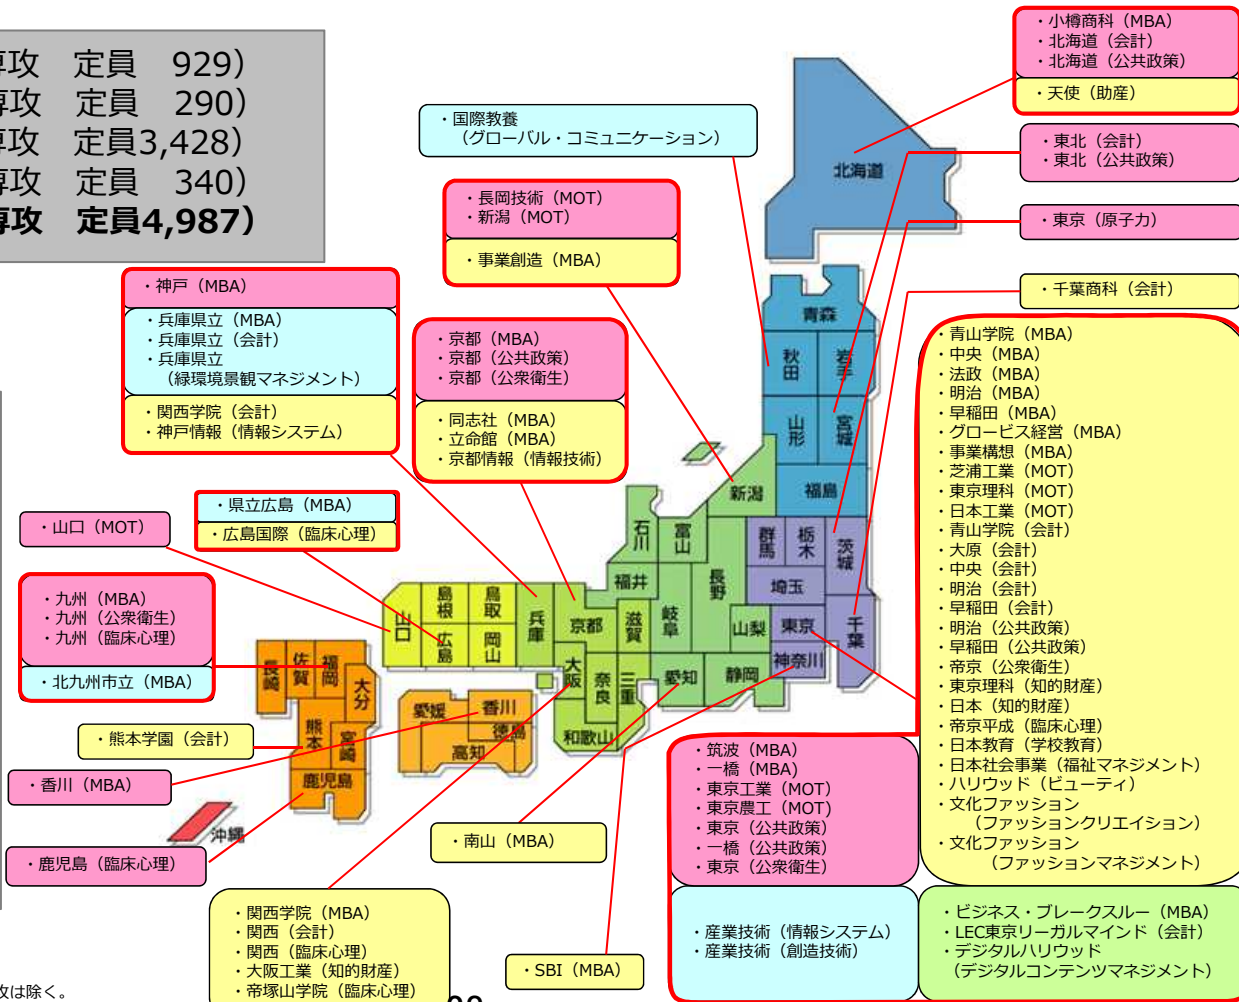 専攻　定員　929）
専攻　定員　290）
専攻　定員3,428）
専攻　定員　340）
専攻　定員4,987）
・小樽商科（MBA）
・北海道（会計）
・北海道（公共政策）
・天使（助産）
・国際教養
（グローバル・コミュニケーション）
・東北（会計）
・東北（公共政策）
・長岡技術（MOT）
・新潟（MOT）
・事業創造（MBA）
・東京（原子力）
・千葉商科（会計）
・神戸（MBA）
・兵庫県立（MBA）
・兵庫県立（会計）
・兵庫県立
（緑環境景観マネジメント）
・関西学院（会計）
・神戸情報（情報システム）
・京都（MBA）
・京都（公共政策）
・京都（公衆衛生）
・同志社（MBA）
・立命館（MBA）
・京都情報（情報技術）
・青山学院（MBA）
・中央（MBA）
・法政（MBA）
・明治（MBA）
・早稲田（MBA）
・グロービス経営（MBA）
・事業構想（MBA）
・芝浦工業（MOT）
・東京理科（MOT）
・日本工業（MOT）
・青山学院（会計）
・大原（会計）
・中央（会計）
・明治（会計）
・早稲田（会計）
・明治（公共政策）
・早稲田（公共政策）
・帝京（公衆衛生）
・東京理科（知的財産）
・日本（知的財産）
・帝京平成（臨床心理）
・日本教育（学校教育）
・日本社会事業（福祉マネジメント）
・ハリウッド（ビューティ）
・文化ファッション
（ファッションクリエイション）
・文化ファッション
（ファッションマネジメント）
・県立広島（MBA）
・広島国際（臨床心理）
・山口（MOT）
・九州（MBA）
・九州（公衆衛生）
・九州（臨床心理）
・北九州市立（MBA）
・熊本学園（会計）
・香川（MBA）
・鹿児島（臨床心理）
・南山（MBA）
・関西学院（MBA）
・関西（会計）
・関西（臨床心理）
・大阪工業（知的財産）
・帝塚山学院（臨床心理）
・SBI（MBA）
・筑波（MBA）
・一橋（MBA）
・東京工業（MOT）
・東京農工（MOT）
・東京（公共政策）
・一橋（公共政策）
・東京（公衆衛生）
・産業技術（情報システム）
・産業技術（創造技術）
・ビジネス・ブレークスルー（MBA）
・LEC東京リーガルマインド（会計）
・デジタルハリウッド
（デジタルコンテンツマネジメント）
北海道
青森
秋田
岩手
山形
宮城
新潟
福島
石川
富山
群馬
栃木
茨城
福井
長野
埼玉
岐阜
山梨
東京
千葉
神奈川
静岡
愛知
滋賀
京都
兵庫
大阪
奈良
三重
和歌山
鳥取
島根
岡山
広島
山口
香川
愛媛
徳島
高知
福岡
佐賀
長崎
大分
熊本
宮崎
鹿児島
沖縄
攻は除く。